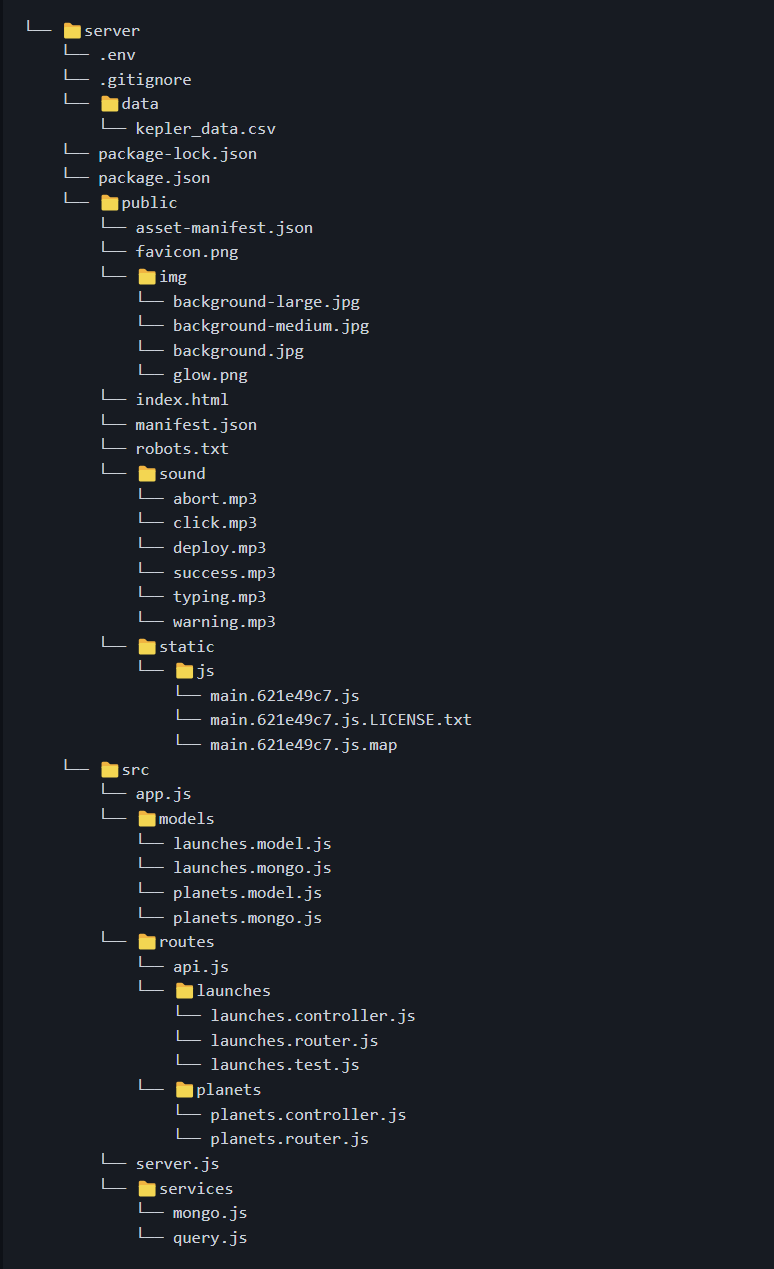 └── 📁server
    └── .env
    └── .gitignore
    └── 📁data
        └── kepler_data.csv
    └── package-lock.json
    └── package.json
    └── 📁public
        └── asset-manifest.json
        └── favicon.png
        └── 📁img
            └── background-large.jpg
            └── background-medium.jpg
            └── background.jpg
            └── glow.png
        └── index.html
        └── manifest.json
        └── robots.txt
        └── 📁sound
            └── abort.mp3
            └── click.mp3
            └── deploy.mp3
            └── success.mp3
            └── typing.mp3
            └── warning.mp3
        └── 📁static
            └── 📁js
                └── main.621e49c7.js
                └── main.621e49c7.js.LICENSE.txt
                └── main.621e49c7.js.map
    └── 📁src
        └── app.js
        └── 📁models
            └── launches.model.js
            └── launches.mongo.js
            └── planets.model.js
            └── planets.mongo.js
        └── 📁routes
            └── api.js
            └── 📁launches
                └── launches.controller.js
                └── launches.router.js
                └── launches.test.js
            └── 📁planets
                └── planets.controller.js
                └── planets.router.js
        └── server.js
        └── 📁services
            └── mongo.js
            └── query.js